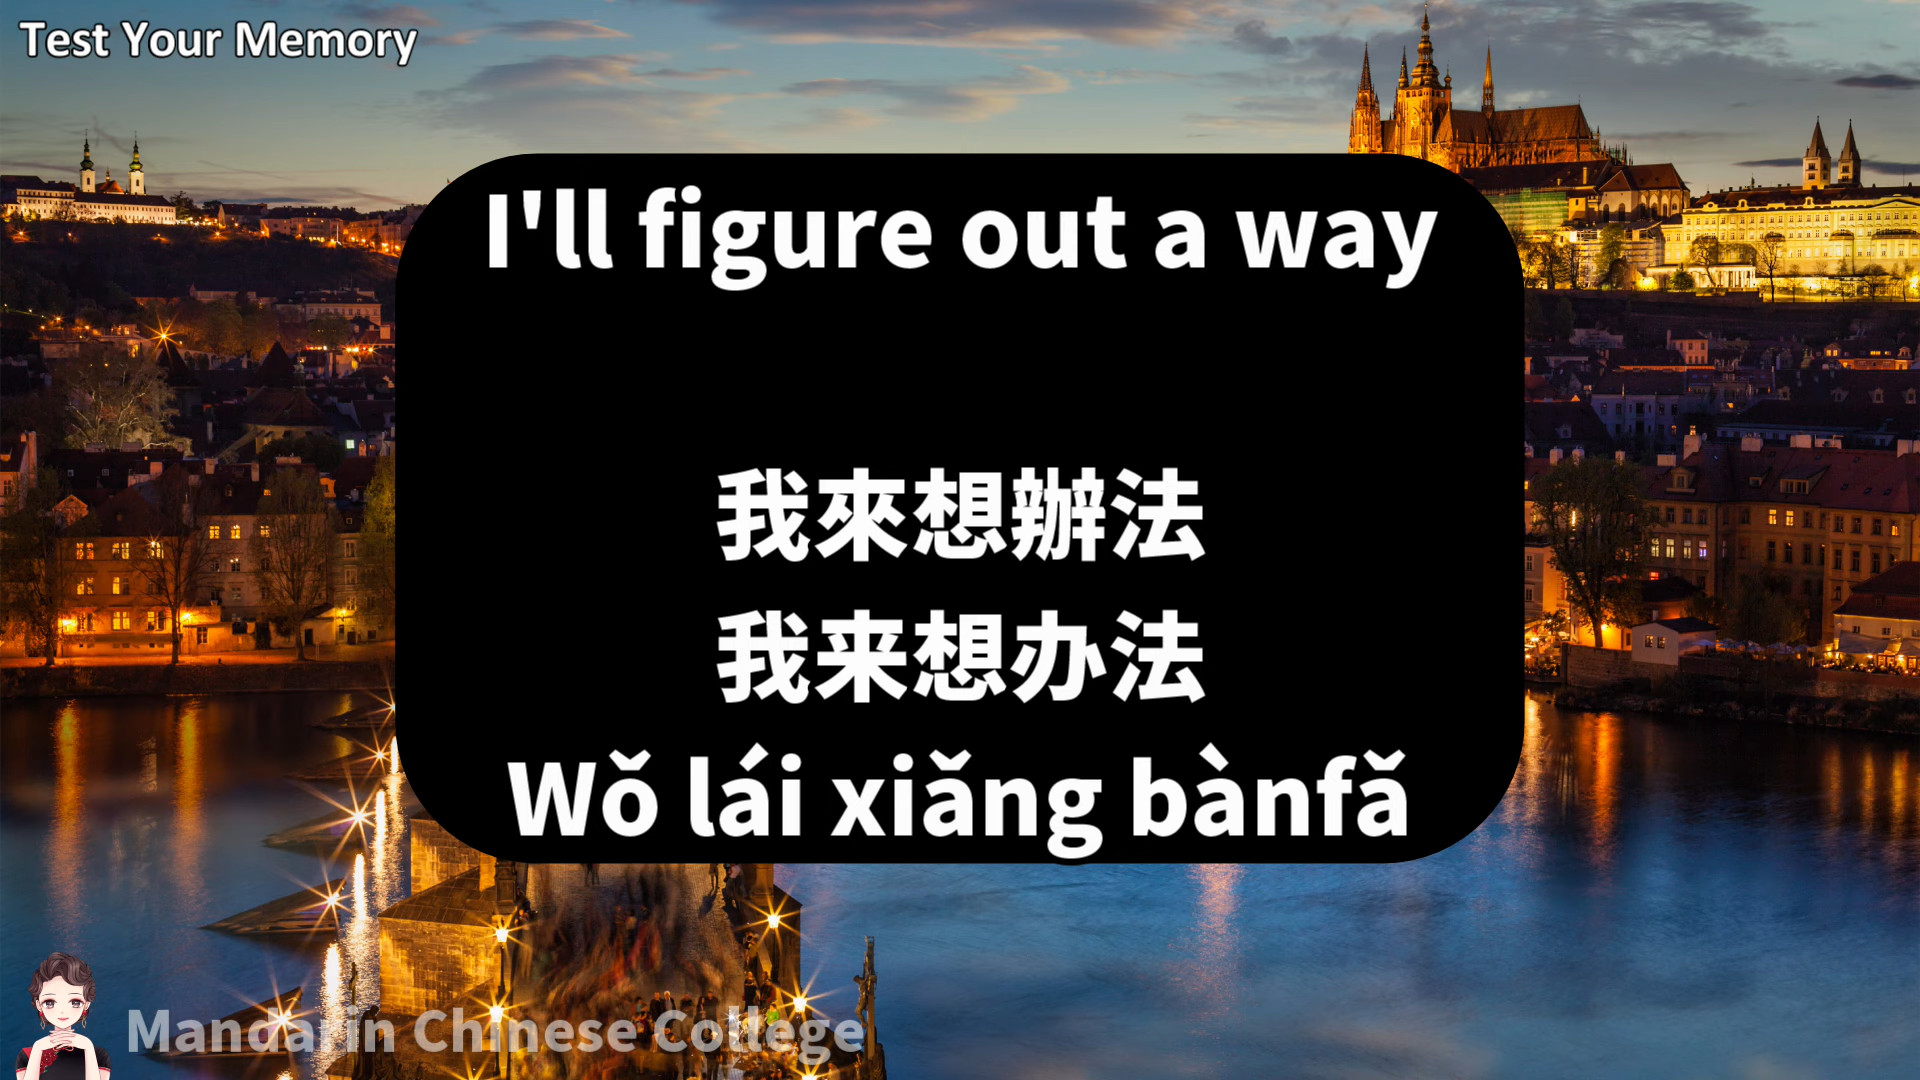 Test Your Memory
I'll figure out a way
我來想辦法
我来想办法
Wǒ lái xiǎng bànfǎ
Mandarin Chinese College